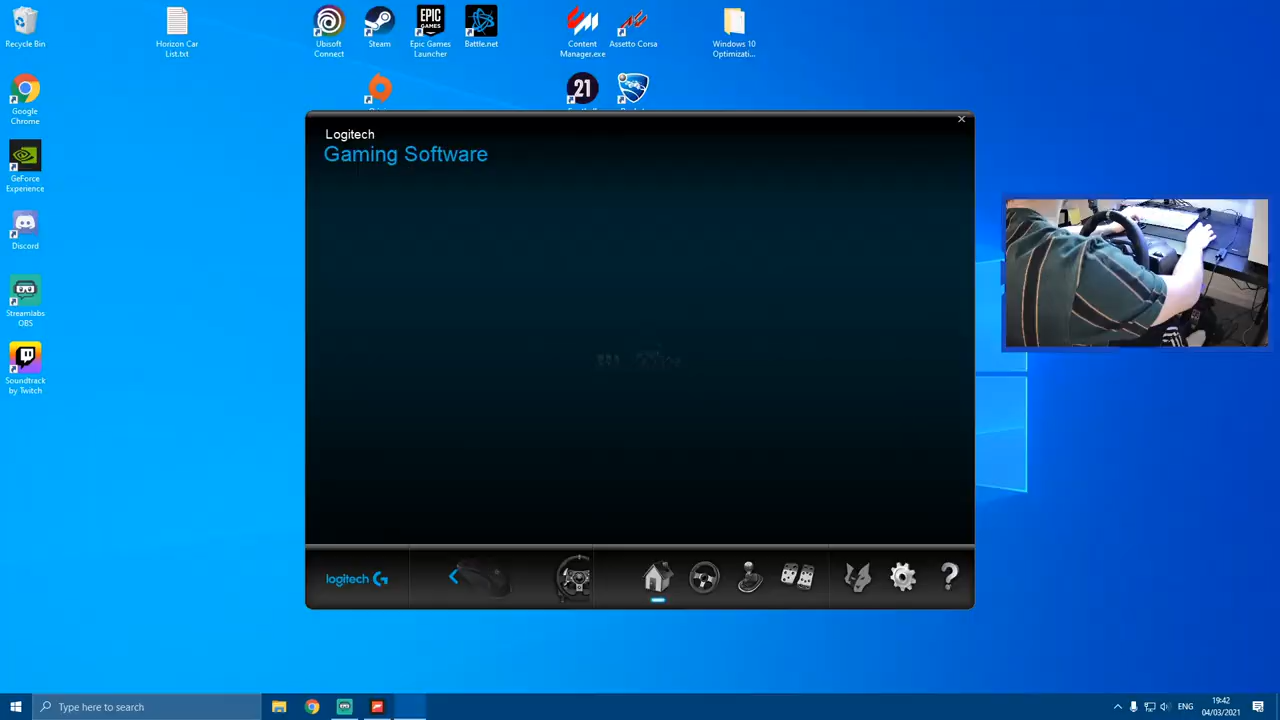 Recycle Bin
Horizon Car
List.txt
Ubisoft
Connect
Steam
EPIC
GAMES
Epic Games
Launcher
Battle.net
Content
Manager.exe
Assetto Corsa
Windows 10
Optimizati...
Google
Chrome
21
GeForce
Experience
Discord
Streamlabs
OBS
Soundtrack
by Twitch
Logitech
Gaming Software
logitech G
Type here to search
ENG
19:42
04/03/2021